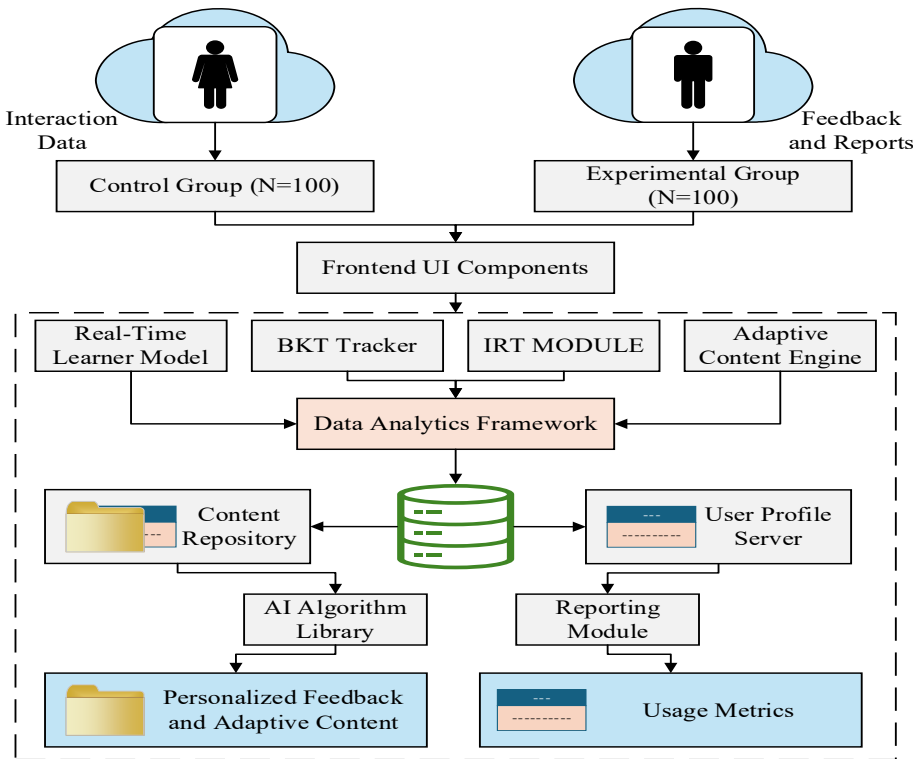 Interaction
Data
Feedback
and Reports
Control Group (N=100)
Experimental Group
(N=100)
Frontend UI Components
Real-Time
Learner Model
BKT Tracker
IRT MODULE
Adaptive
Content Engine
Data Analytics Framework
Content
Repository
User Profile
Server
AI Algorithm
Library
Reporting
Module
Personalized Feedback
and Adaptive Content
Usage Metrics